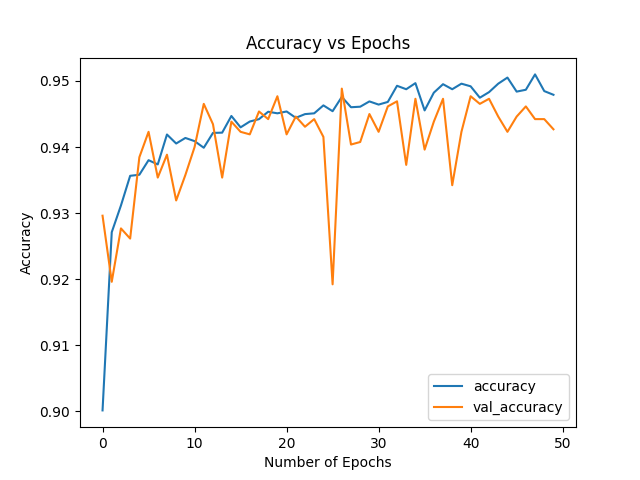 Accuracy vs Epochs
Accuracy
0.95
0.94
0.93
0.92
0.91
0.90
0 10 20 30 40 50
Number of Epochs
accuracy
val_accuracy